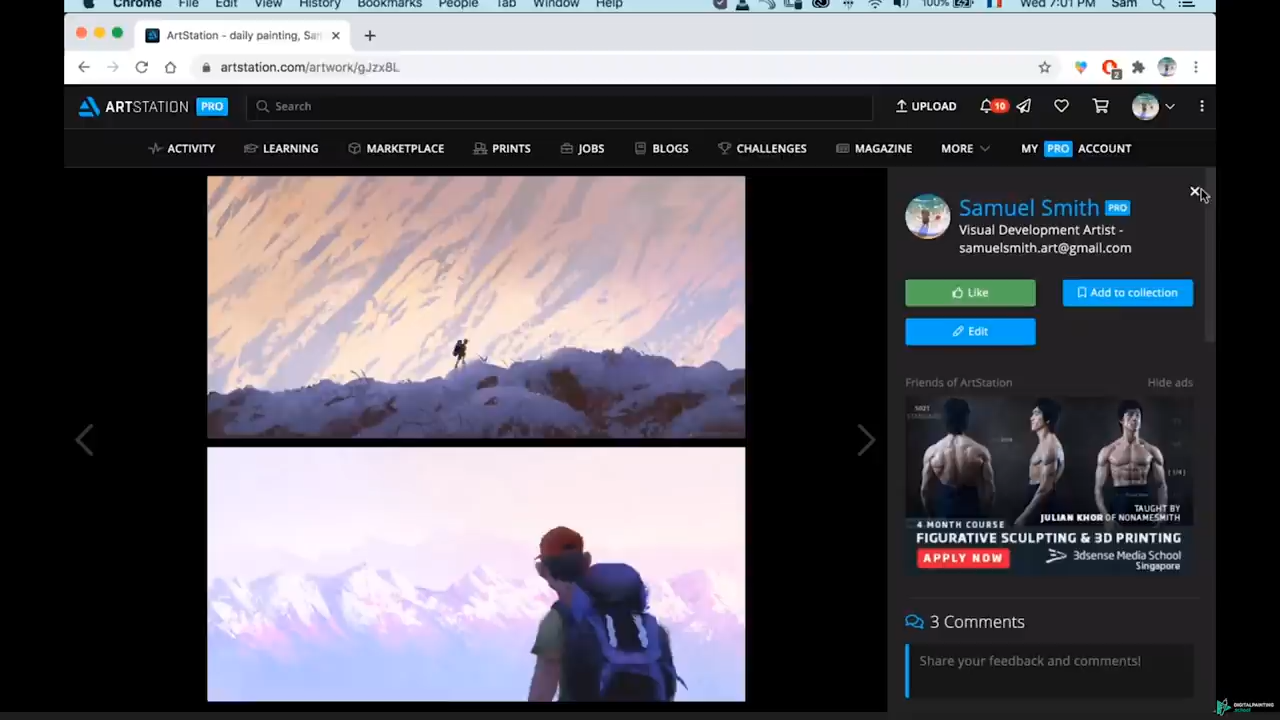 Chrome File Edit View History Bookmarks People Tab Window Help 100% Wed 7:01 PM Sam
ArtStation - daily painting, Sar
artstation.com/artwork/gJzx8L
2
ARTSTATION PRO Search UPLOAD 10
ACTIVITY LEARNING MARKETPLACE PRINTS JOBS BLOGS CHALLENGES MAGAZINE MORE MY PRO ACCOUNT
Samuel Smith PRO
Visual Development Artist -
samuelsmith.art@gmail.com
Like Add to collection
Edit
Friends of ArtStation Hide ads
TAUGHT BY
JULIAN KHOR OF NONAMESMITH
4 MONTH COURSE
FIGURATIVE SCULPTING & 3D PRINTING
APPLY NOW 3dsense Media School
Singapore
3 Comments
Share your feedback and comments!
DIGITALPAINTING